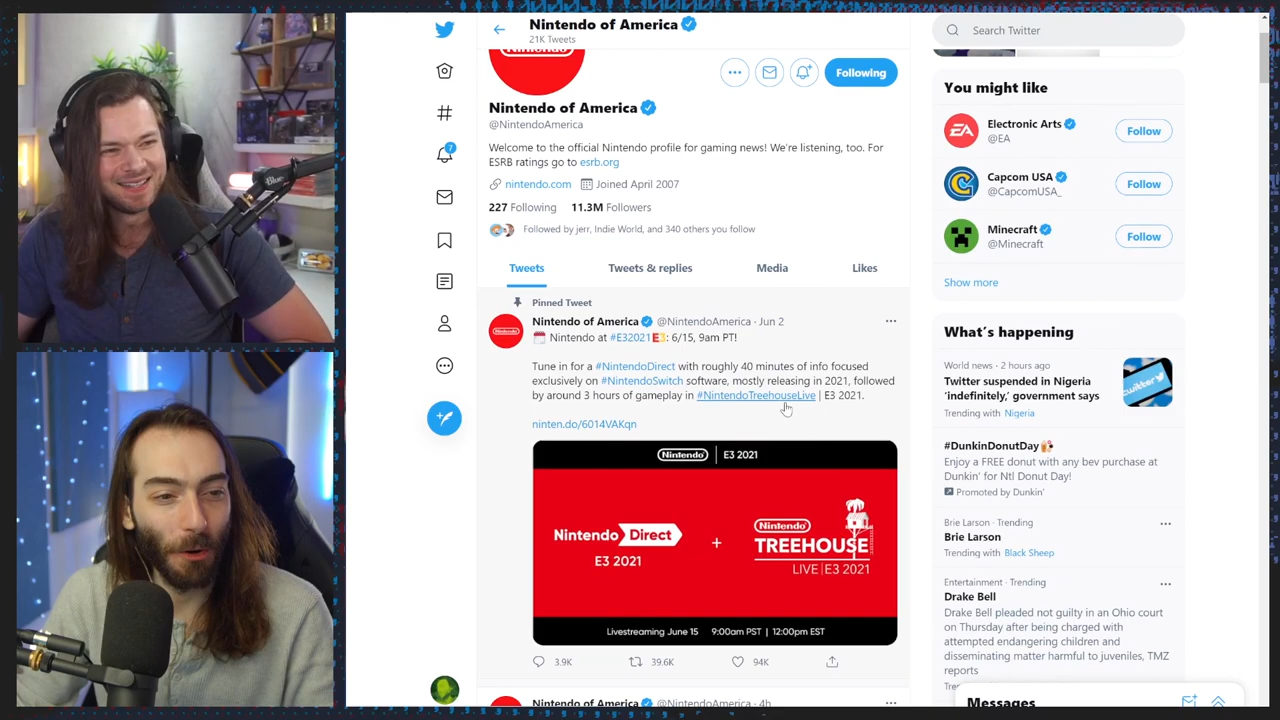 Nintendo of America
21K Tweets
Search Twitter
Nintendo
Following
Nintendo of America
@NintendoAmerica
Welcome to the official Nintendo profile for gaming news! We're listening, too. For
ESRB ratings go to esrb.org
nintendo.com Joined April 2007
227 Following 11.3M Followers
Followed by jerr, Indie World, and 340 others you follow
Tweets Tweets & replies Media Likes
Pinned Tweet
Nintendo of America @NintendoAmerica · Jun 2
Nintendo at #E32021 E3: 6/15, 9am PT!
Tune in for a #NintendoDirect with roughly 40 minutes of info focused
exclusively on #NintendoSwitch software, mostly releasing in 2021, followed
by around 3 hours of gameplay in #NintendoTreehouseLive | E3 2021.
ninten.do/6014VAKqn
Nintendo | E3 2021
Nintendo Direct
E3 2021
+
Nintendo
TREEHOUSE
LIVE | E3 2021
Livestreaming June 15 9:00am PST | 12:00pm EST
3.9K 39.6K 94K
Nintendo of America @NintendoAmerica · 4h
7
Blue
You might like
EA
Electronic Arts
@EA
Follow
Capcom USA
@CapcomUSA_
Follow
Minecraft
@Minecraft
Follow
Show more
What's happening
World news · 2 hours ago
Twitter suspended in Nigeria
'indefinitely,' government says
Trending with Nigeria
#DunkinDonutDay
Enjoy a FREE donut with any bev purchase at
Dunkin' for Ntl Donut Day!
Promoted by Dunkin'
Brie Larson · Trending
Brie Larson
Trending with Black Sheep
Entertainment · Trending
Drake Bell
Drake Bell pleaded not guilty in an Ohio court
on Thursday after being charged with
attempted endangering children and
disseminating matter harmful to juveniles, TMZ
reports
Messages